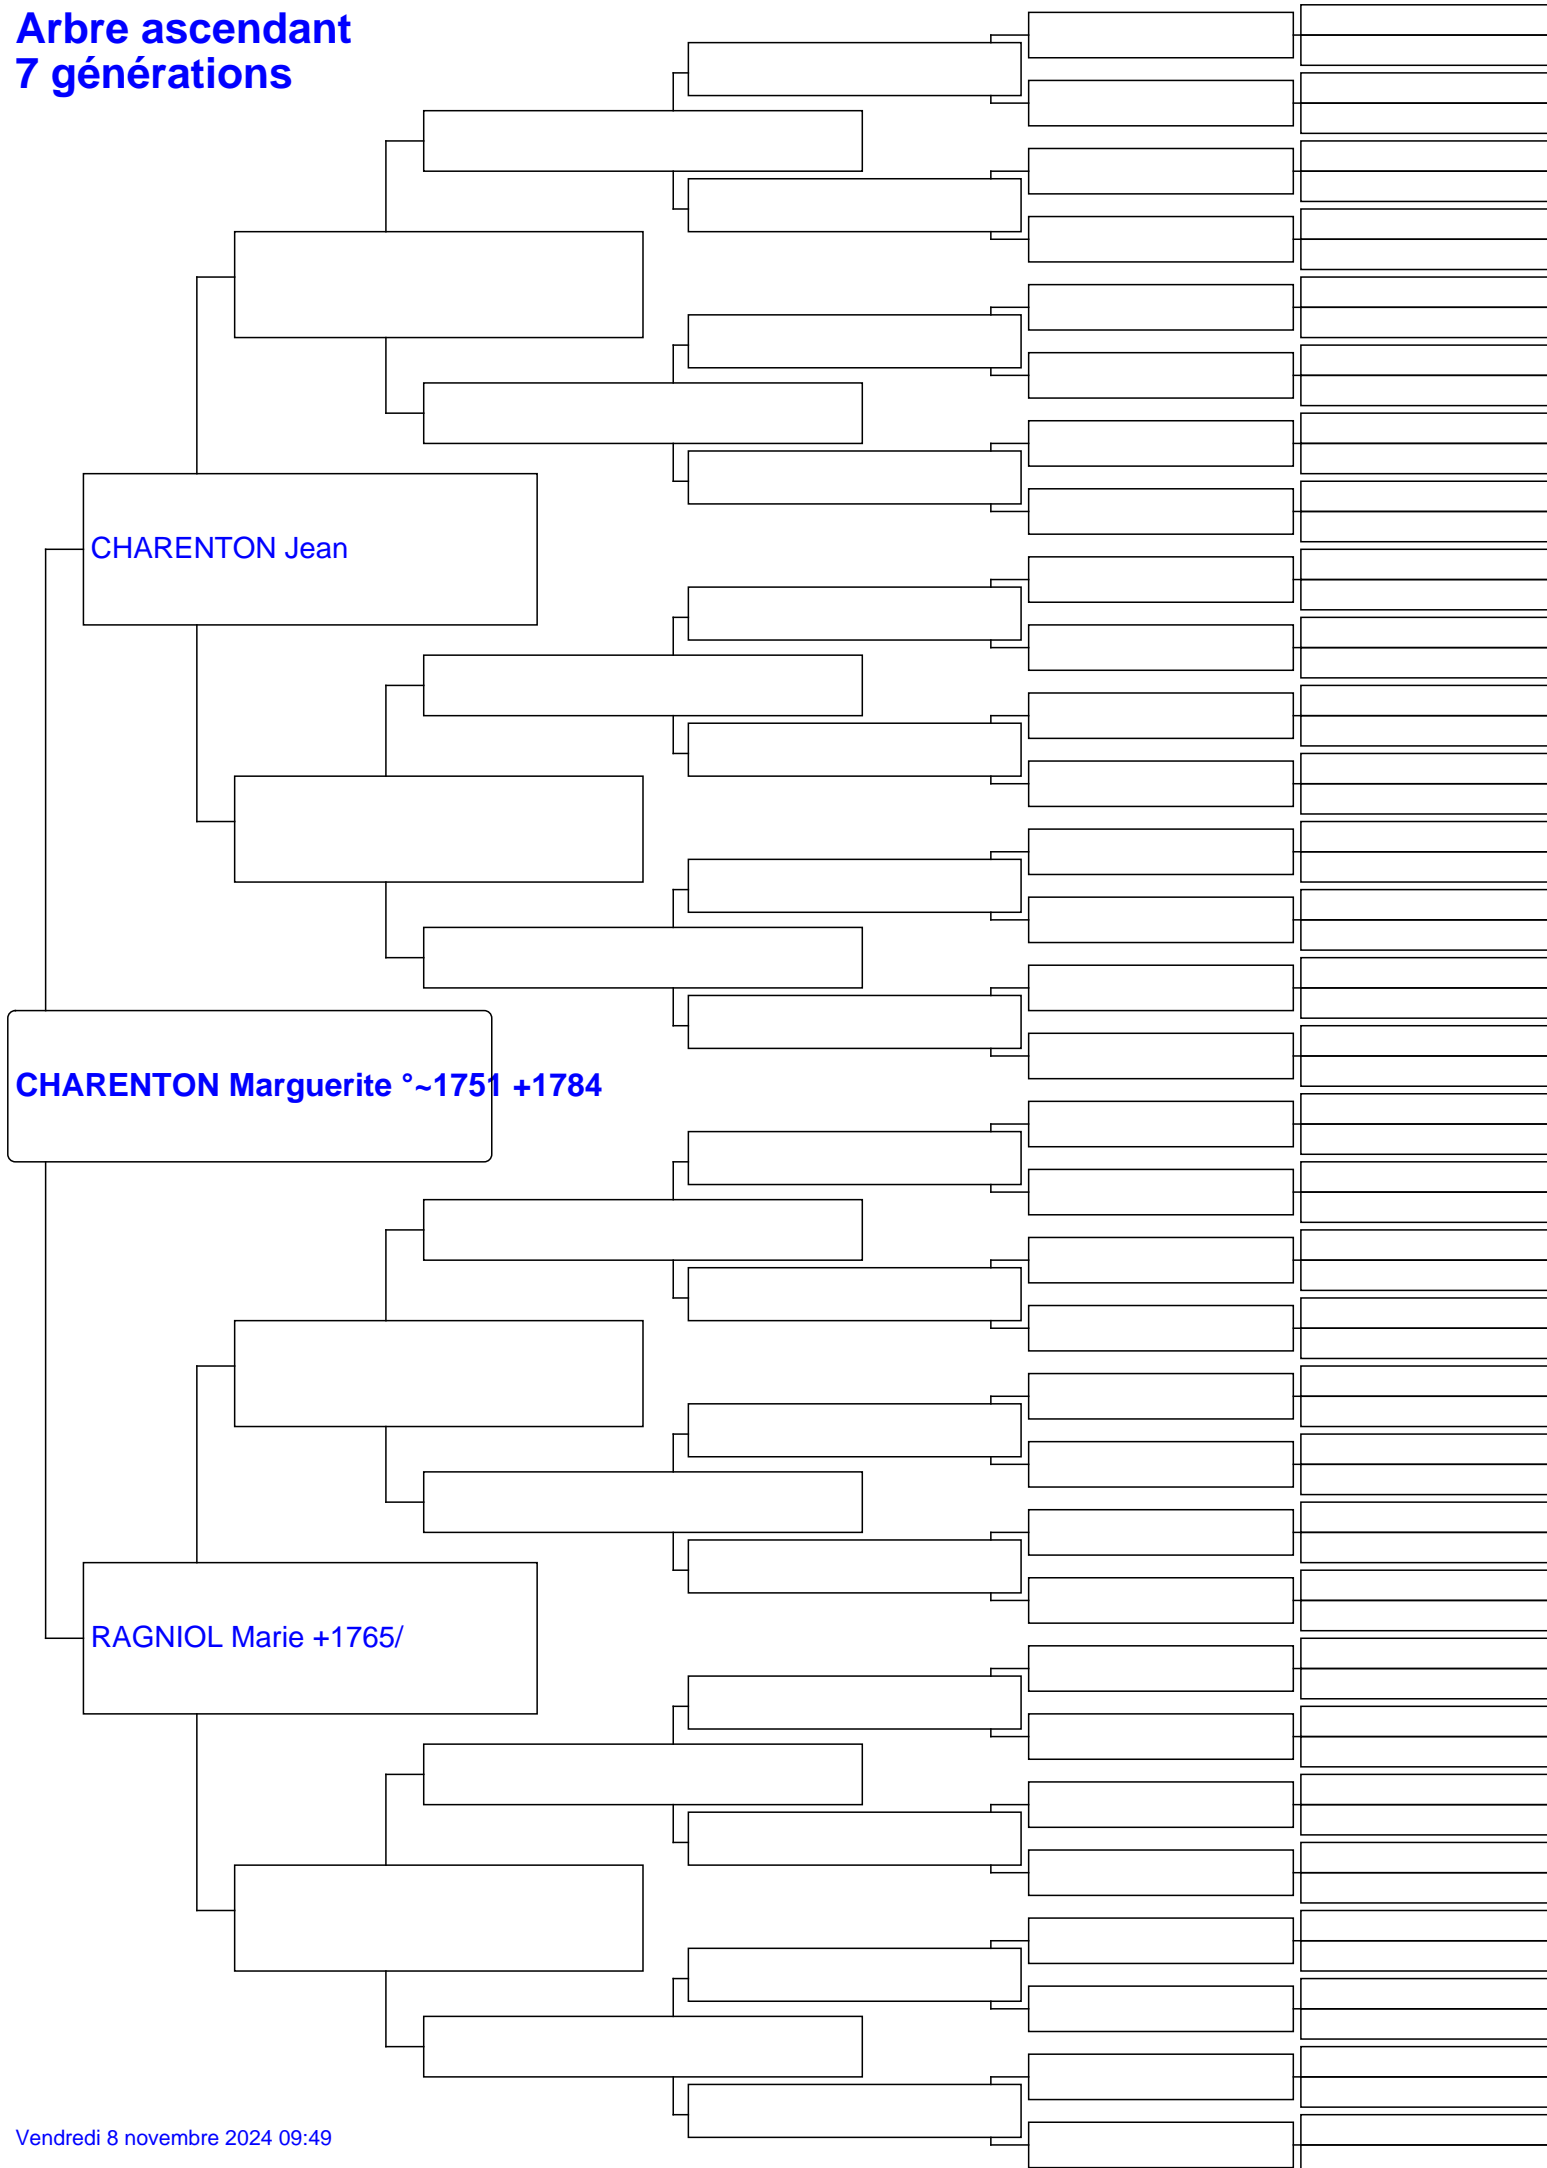 Arbre ascendant
7 générations
CHARENTON Jean
CHARENTON Marguerite °~1751 +1784
RAGNIOL Marie +1765/
Vendredi 8 novembre 2024 09:49